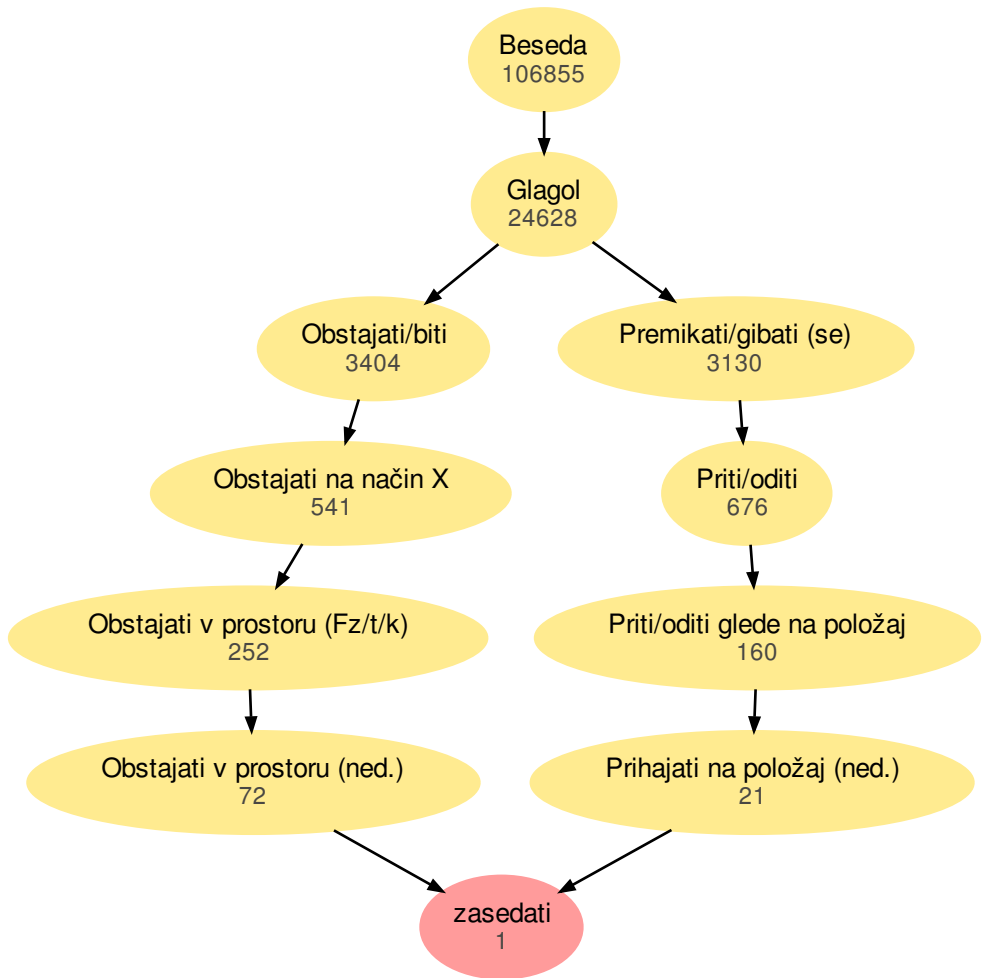 Beseda
106855
Glagol
24628
Obstajati/biti
3404
Premikati/gibati (se)
3130
Obstajati na način X
541
Priti/oditi
676
Obstajati v prostoru (Fz/t/k)
252
Priti/oditi glede na položaj
160
Obstajati v prostoru (ned.)
72
Prihajati na položaj (ned.)
21
zasedati
1